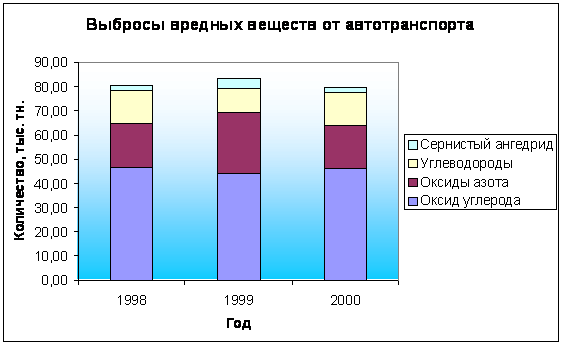 Выбросы вредных веществ от автотранспорта
Количество, тыс. тн.
90,00
80,00
70,00
60,00
50,00
40,00
30,00
20,00
10,00
0,00
1998
1999
2000
Год
Сернистый ангедрид
Углеводороды
Оксиды азота
Оксид углерода